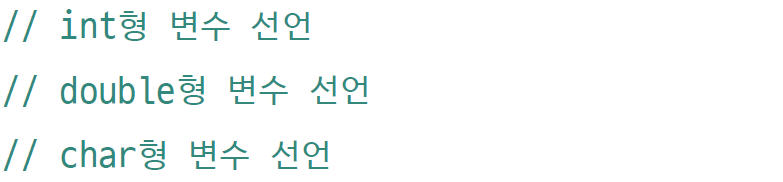 // int형 변수 선언
// double형 변수 선언
// char형 변수 선언